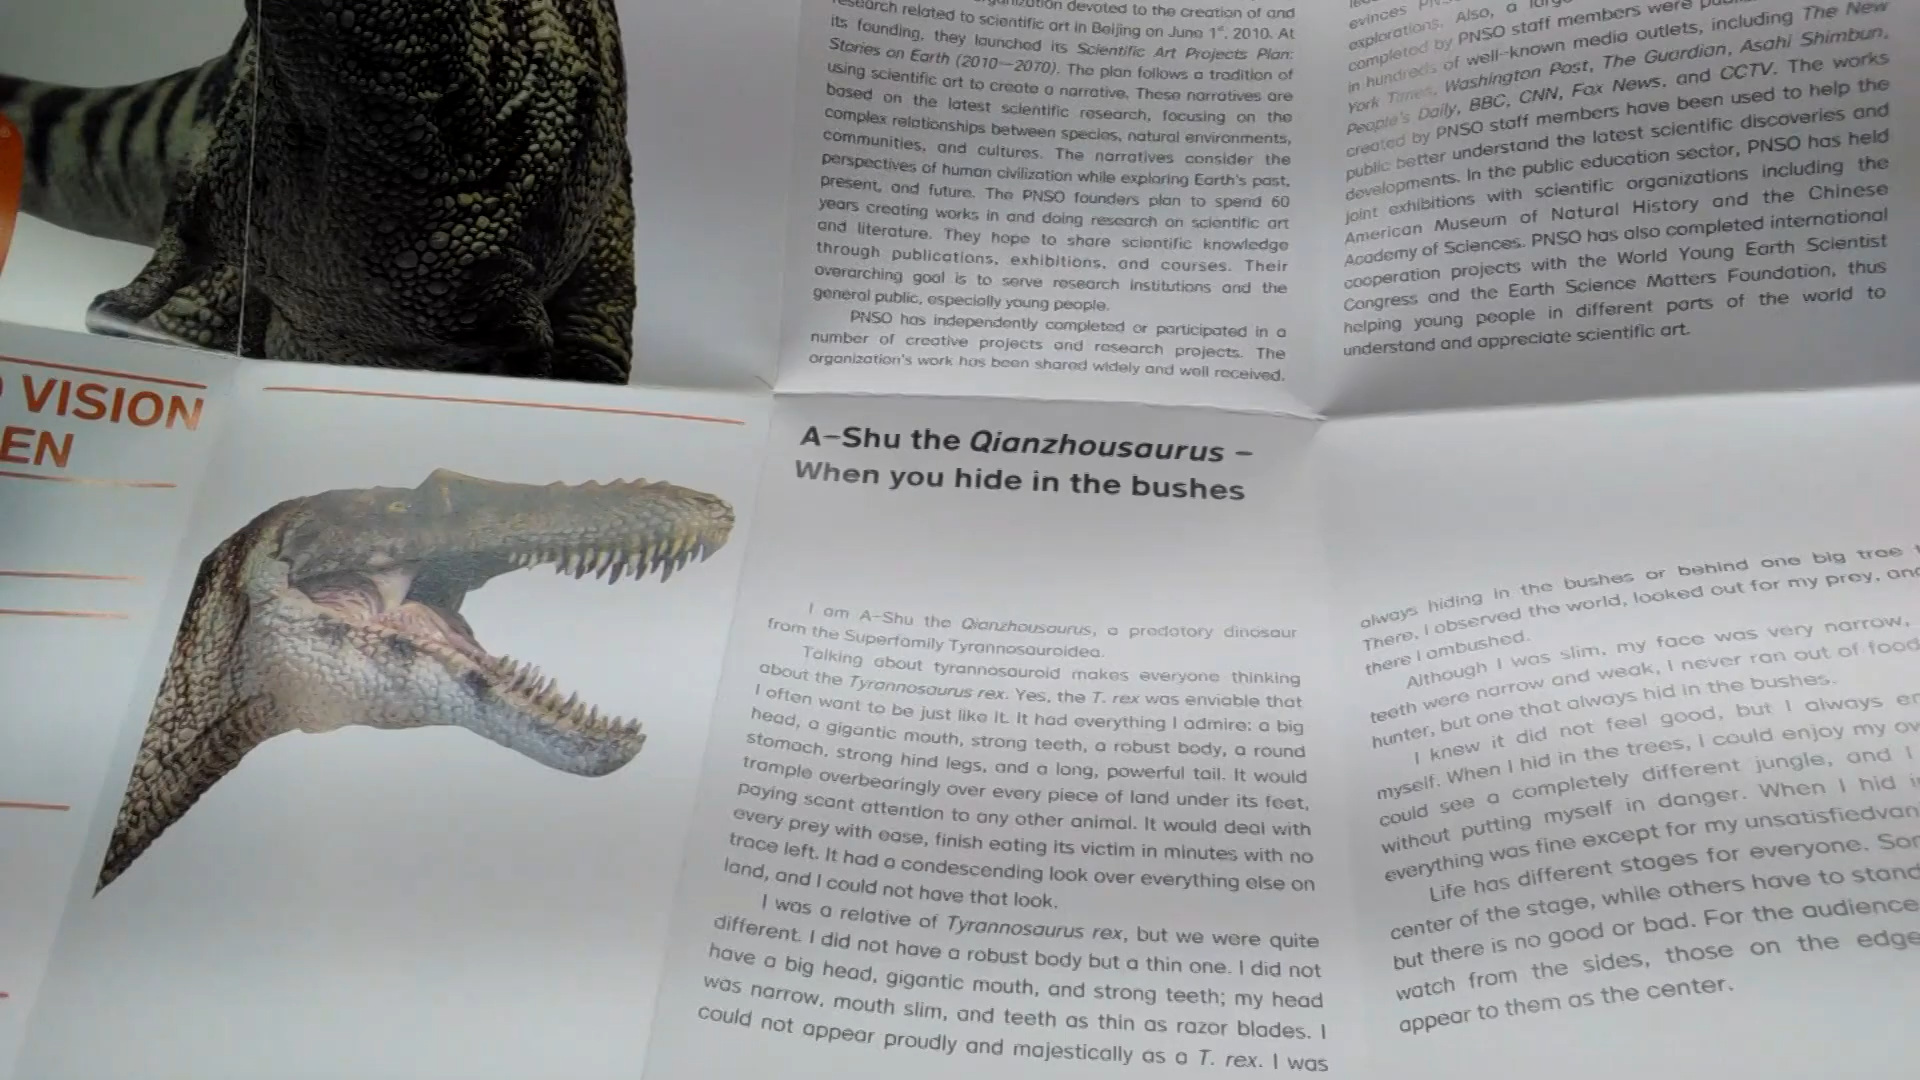 devoted to the creation of and
research related to scientific art in Beijing on June 1st, 2010. At
its founding, they launched its Scientific Art Projects Plan:
Stories on Earth (2010—2070). The plan follows a tradition of
using scientific art to create a narrative. These narratives are
based on the latest scientific research, focusing on the
complex relationships between species, natural environments,
communities, and cultures. The narratives consider the
perspectives of human civilization while exploring Earth's past,
present, and future. The PNSO founders plan to spend 60
years creating works in and doing research on scientific art
and literature. They hope to share scientific knowledge
through publications, exhibitions, and courses. Their
overarching goal is to serve research institutions and the
general public, especially young people.
PNSO has independently completed or participated in a
number of creative projects and research projects. The
organization's work has been shared widely and well received.
evinces
explorations. Also, a
completed by PNSO staff members were
in hundreds of well-known media outlets, including The New
York Times, Washington Post, The Guardian, Asahi Shimbun,
People's Daily, BBC, CNN, Fox News, and CCTV. The works
created by PNSO staff members have been used to help the
public better understand the latest scientific discoveries and
developments. In the public education sector, PNSO has held
joint exhibitions with scientific organizations including the
American Museum of Natural History and the Chinese
Academy of Sciences. PNSO has also completed international
cooperation projects with the World Young Earth Scientist
Congress and the Earth Science Matters Foundation, thus
helping young people in different parts of the world to
understand and appreciate scientific art.
VISION
EN
A-Shu the Qianzhousaurus –
When you hide in the bushes
I am A-Shu the Qianzhousaurus, a predatory dinosaur
from the Superfamily Tyrannosauroidea.
Talking about tyrannosauroid makes everyone thinking
about the Tyrannosaurus rex. Yes, the T. rex was enviable that
I often want to be just like it. It had everything I admire: a big
head, a gigantic mouth, strong teeth, a robust body, a round
stomach, strong hind legs, and a long, powerful tail. It would
trample overbearingly over every piece of land under its feet,
paying scant attention to any other animal. It would deal with
every prey with ease, finish eating its victim in minutes with no
trace left. It had a condescending look over everything else on
land, and I could not have that look.
I was a relative of Tyrannosaurus rex, but we were quite
different. I did not have a robust body but a thin one. I did not
have a big head, gigantic mouth, and strong teeth; my head
was narrow, mouth slim, and teeth as thin as razor blades. I
could not appear proudly and majestically as a T. rex. I was
always hiding in the bushes or behind one big tree
There, I observed the world, looked out for my prey, and
there I ambushed.
Although I was slim, my face was very narrow,
teeth were narrow and weak, I never ran out of food
hunter, but one that always hid in the bushes.
I knew it did not feel good, but I always
myself. When I hid in the trees, I could enjoy my
could see a completely different jungle, and I
without putting myself in danger. When I hid
everything was fine except for my
Life has different stages for everyone.
center of the stage, while others have to stand
but there is no good or bad. For the audience
watch from the sides, those on the edge
appear to them as the center.